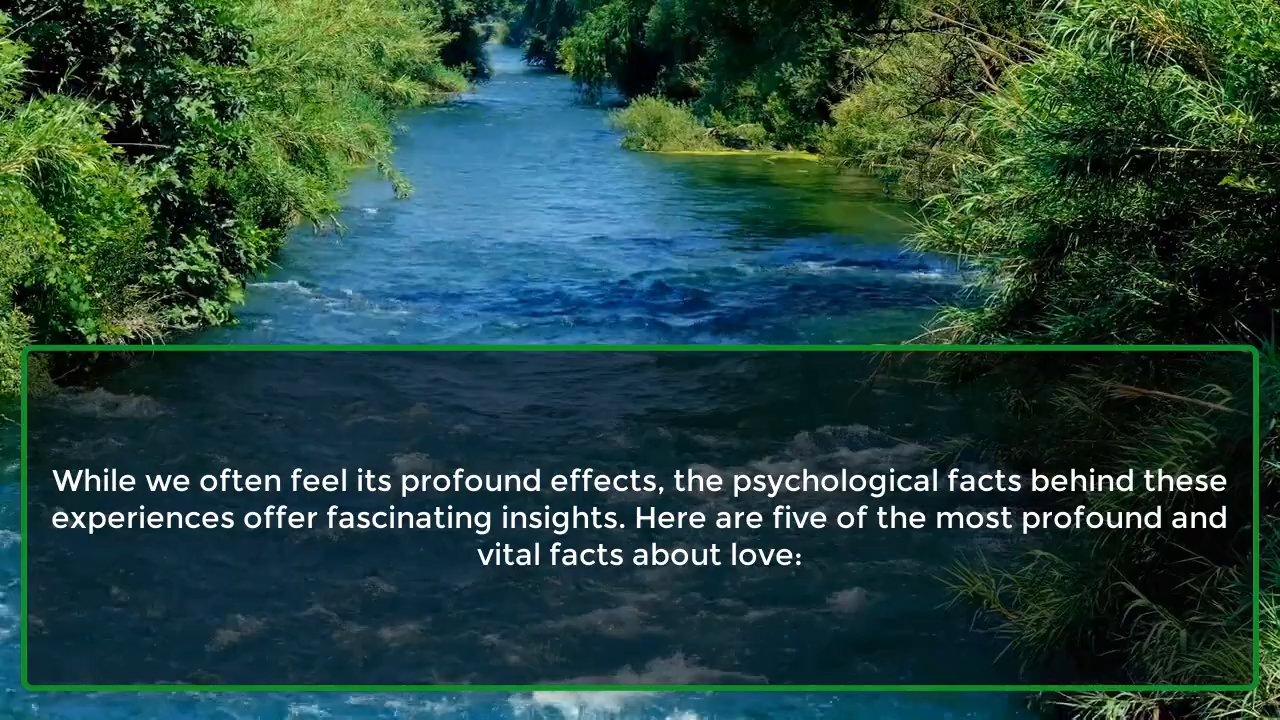 While we often feel its profound effects, the psychological facts behind these
experiences offer fascinating insights. Here are five of the most profound and
vital facts about love: